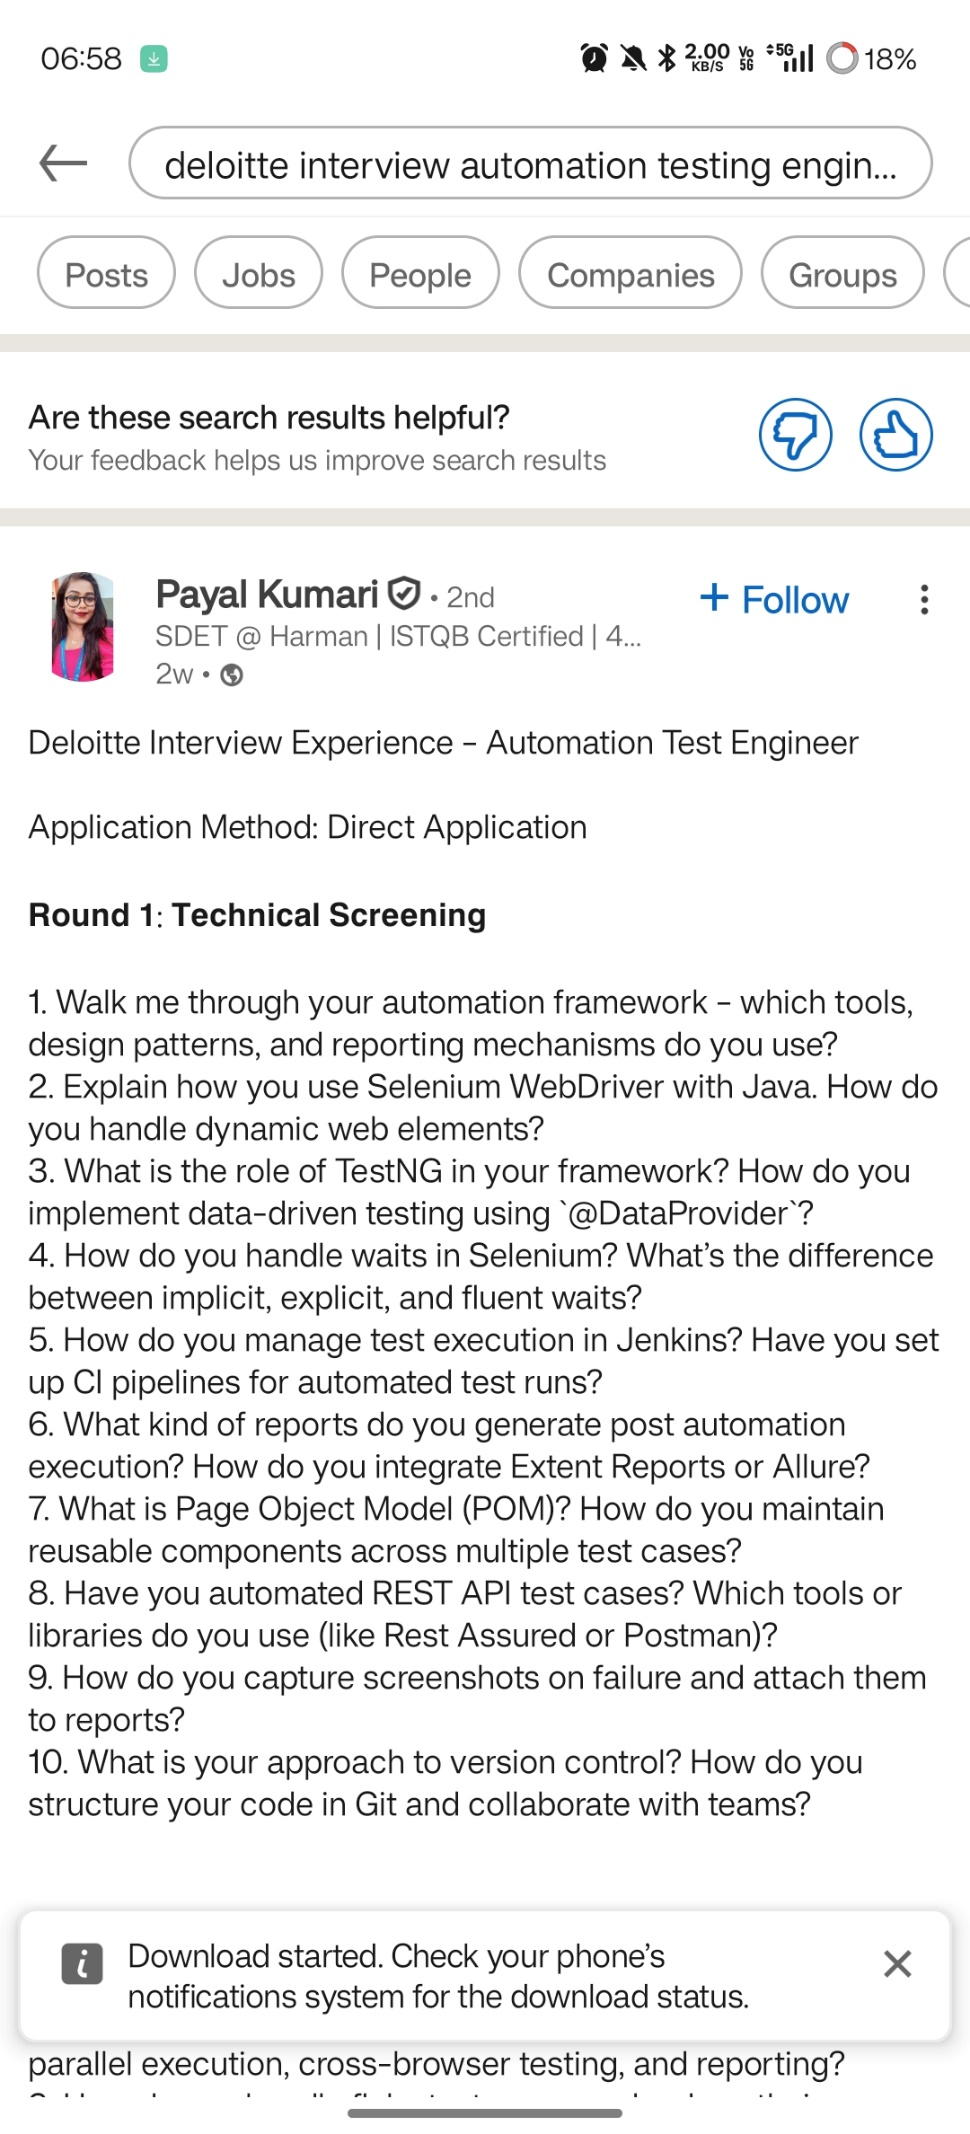 06:58
2.00
KB/S
Vo
5G
5G
18%
deloitte interview automation testing engin...
Posts
Jobs
People
Companies
Groups
Are these search results helpful?
Your feedback helps us improve search results
Payal Kumari • 2nd
+ Follow
SDET @ Harman | ISTQB Certified | 4...
2w •
Deloitte Interview Experience – Automation Test Engineer
Application Method: Direct Application
Round 1: Technical Screening
1. Walk me through your automation framework – which tools,
design patterns, and reporting mechanisms do you use?
2. Explain how you use Selenium WebDriver with Java. How do
you handle dynamic web elements?
3. What is the role of TestNG in your framework? How do you
implement data-driven testing using `@DataProvider`?
4. How do you handle waits in Selenium? What’s the difference
between implicit, explicit, and fluent waits?
5. How do you manage test execution in Jenkins? Have you set
up CI pipelines for automated test runs?
6. What kind of reports do you generate post automation
execution? How do you integrate Extent Reports or Allure?
7. What is Page Object Model (POM)? How do you maintain
reusable components across multiple test cases?
8. Have you automated REST API test cases? Which tools or
libraries do you use (like Rest Assured or Postman)?
9. How do you capture screenshots on failure and attach them
to reports?
10. What is your approach to version control? How do you
structure your code in Git and collaborate with teams?
Download started. Check your phone’s
notifications system for the download status.
parallel execution, cross-browser testing, and reporting?